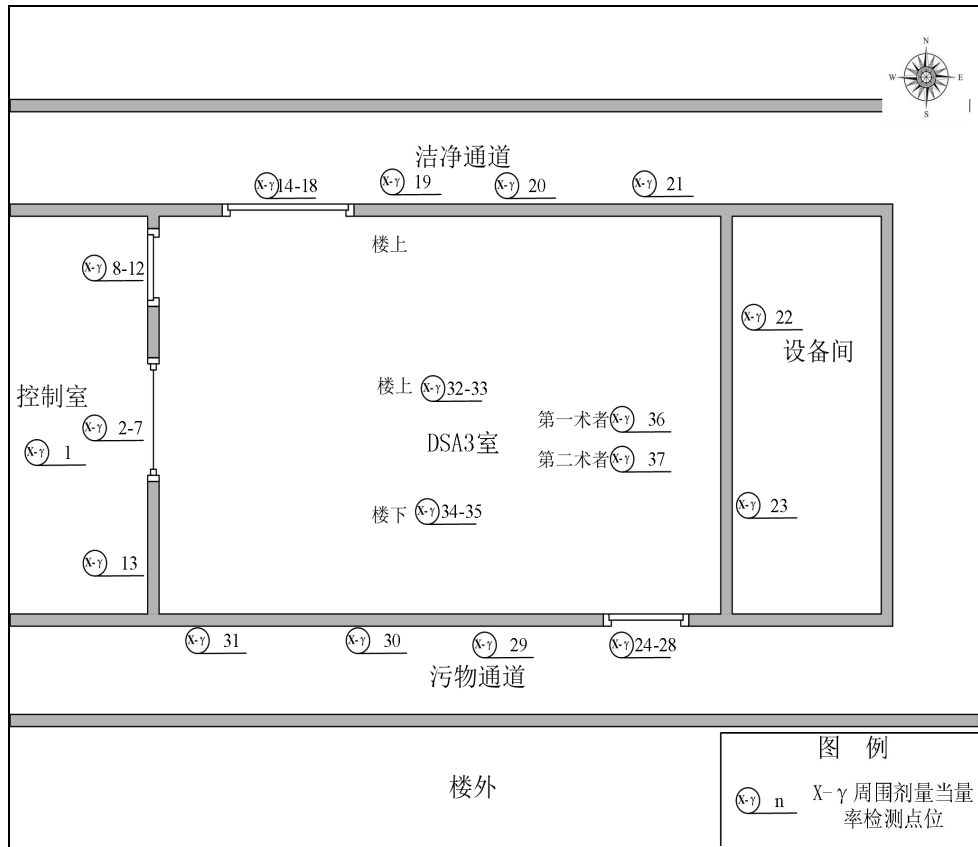 N
W E
S
洁净通道
X-γ 14-18
X-γ 19
X-γ 20
X-γ 21
楼上
X-γ 8-12
X-γ 22
设备间
控制室
楼上 X-γ 32-33
X-γ 2-7
第一术者 X-γ 36
X-γ 1
DSA3室
第二术者 X-γ 37
楼下 X-γ 34-35
X-γ 23
X-γ 13
X-γ 31
X-γ 30
X-γ 29
X-γ 24-28
污物通道
楼外
图 例
X-γ n X-γ周围剂量当量
率检测点位